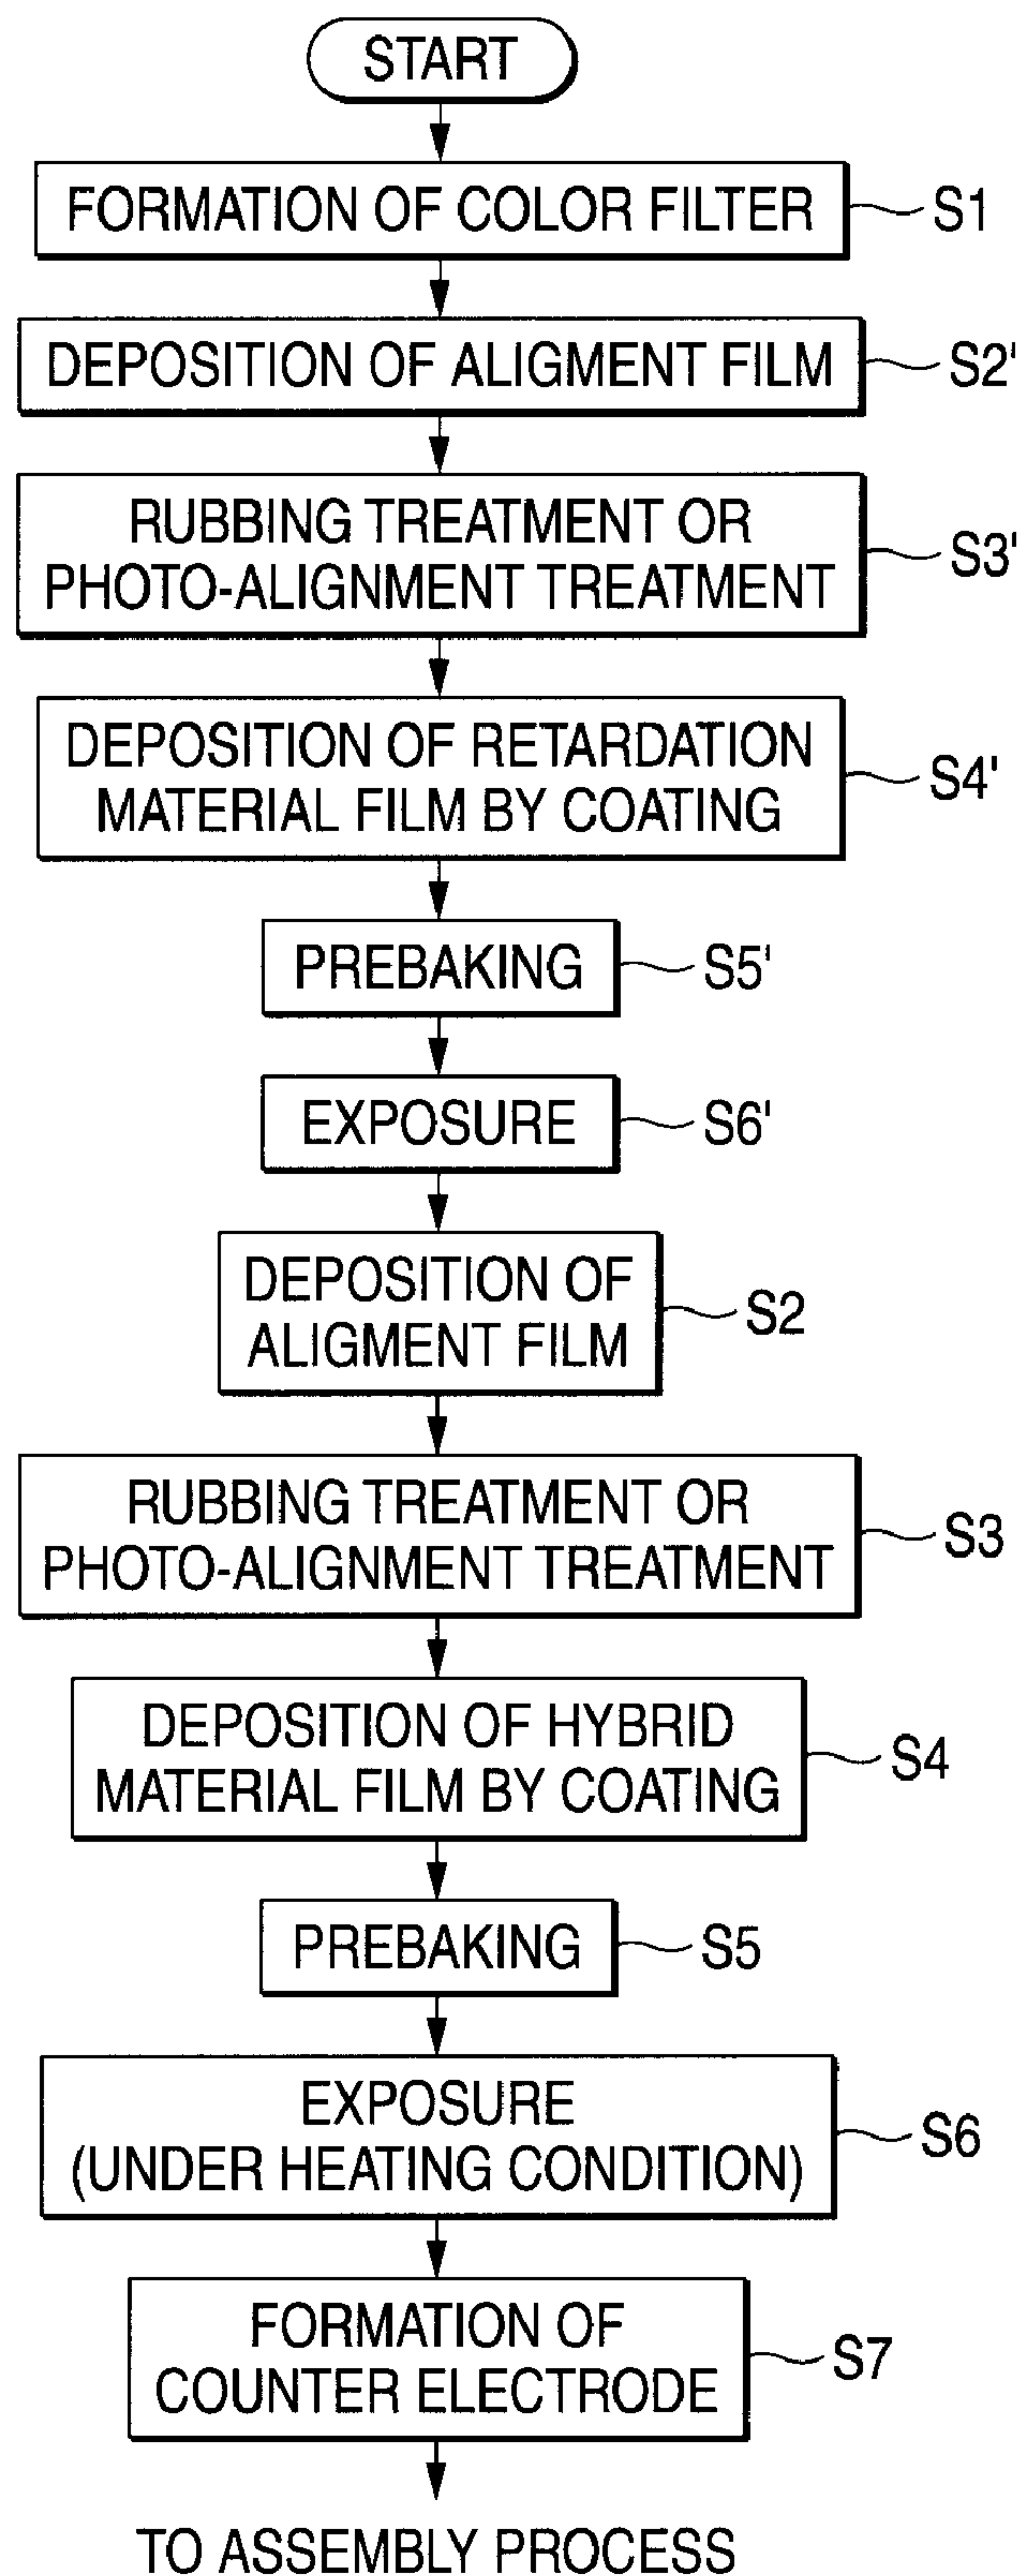 START
FORMATION OF COLOR FILTER
S1
DEPOSITION OF ALIGMENT FILM
S2'
RUBBING TREATMENT OR
PHOTO-ALIGNMENT TREATMENT
S3'
DEPOSITION OF RETARDATION
MATERIAL FILM BY COATING
S4'
PREBAKING
S5'
EXPOSURE
S6'
DEPOSITION OF
ALIGMENT FILM
S2
RUBBING TREATMENT OR
PHOTO-ALIGNMENT TREATMENT
S3
DEPOSITION OF HYBRID
MATERIAL FILM BY COATING
S4
PREBAKING
S5
EXPOSURE
(UNDER HEATING CONDITION)
S6
FORMATION OF
COUNTER ELECTRODE
S7
TO ASSEMBLY PROCESS